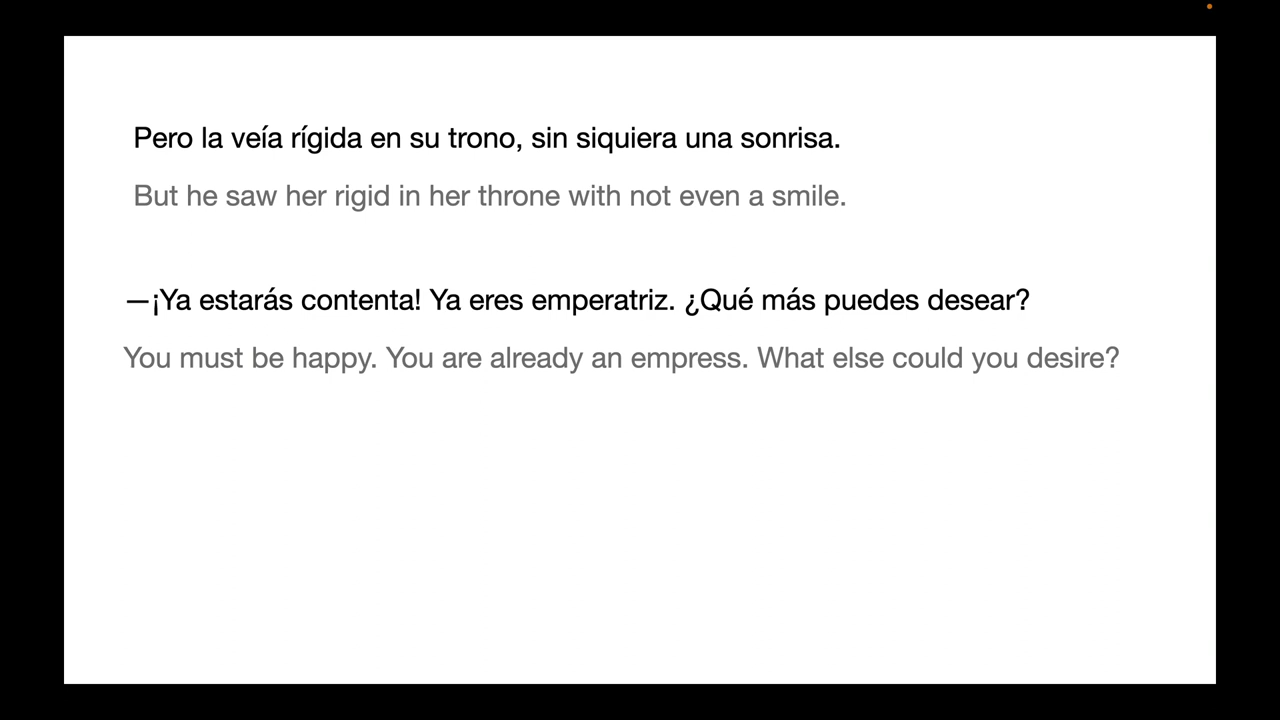 Pero la veía rígida en su trono, sin siquiera una sonrisa.
But he saw her rigid in her throne with not even a smile.
—¡Ya estarás contenta! Ya eres emperatriz. ¿Qué más puedes desear?
You must be happy. You are already an empress. What else could you desire?